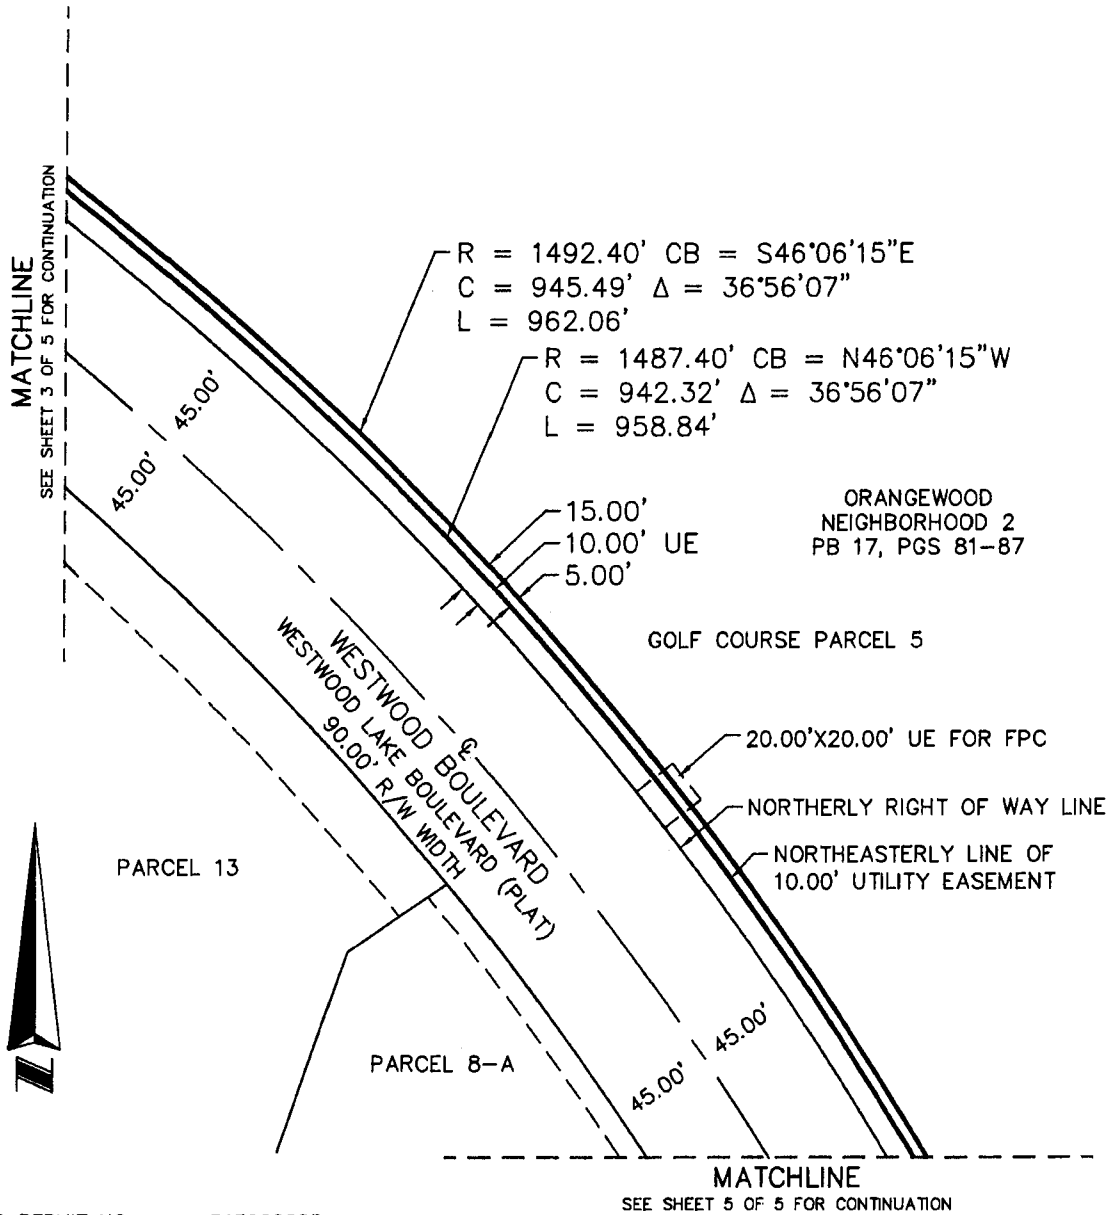 MATCHLINE
SEE SHEET 3 OF 5 FOR CONTINUATION
R = 1492.40' CB = S46°06'15"E
C = 945.49' Δ = 36°56'07"
L = 962.06'
R = 1487.40' CB = N46°06'15"W
C = 942.32' Δ = 36°56'07"
L = 958.84'
45.00'
45.00'
15.00'
10.00' UE
5.00'
ORANGEWOOD
NEIGHBORHOOD 2
PB 17, PGS 81-87
GOLF COURSE PARCEL 5
WESTWOOD BOULEVARD
WESTWOOD LAKE BOULEVARD (PLAT)
90.00' R/W WIDTH
20.00'X20.00' UE FOR FPC
NORTHERLY RIGHT OF WAY LINE
NORTHEASTERLY LINE OF
10.00' UTILITY EASEMENT
PARCEL 13
N
PARCEL 8-A
45.00'
45.00'
MATCHLINE
SEE SHEET 5 OF 5 FOR CONTINUATION